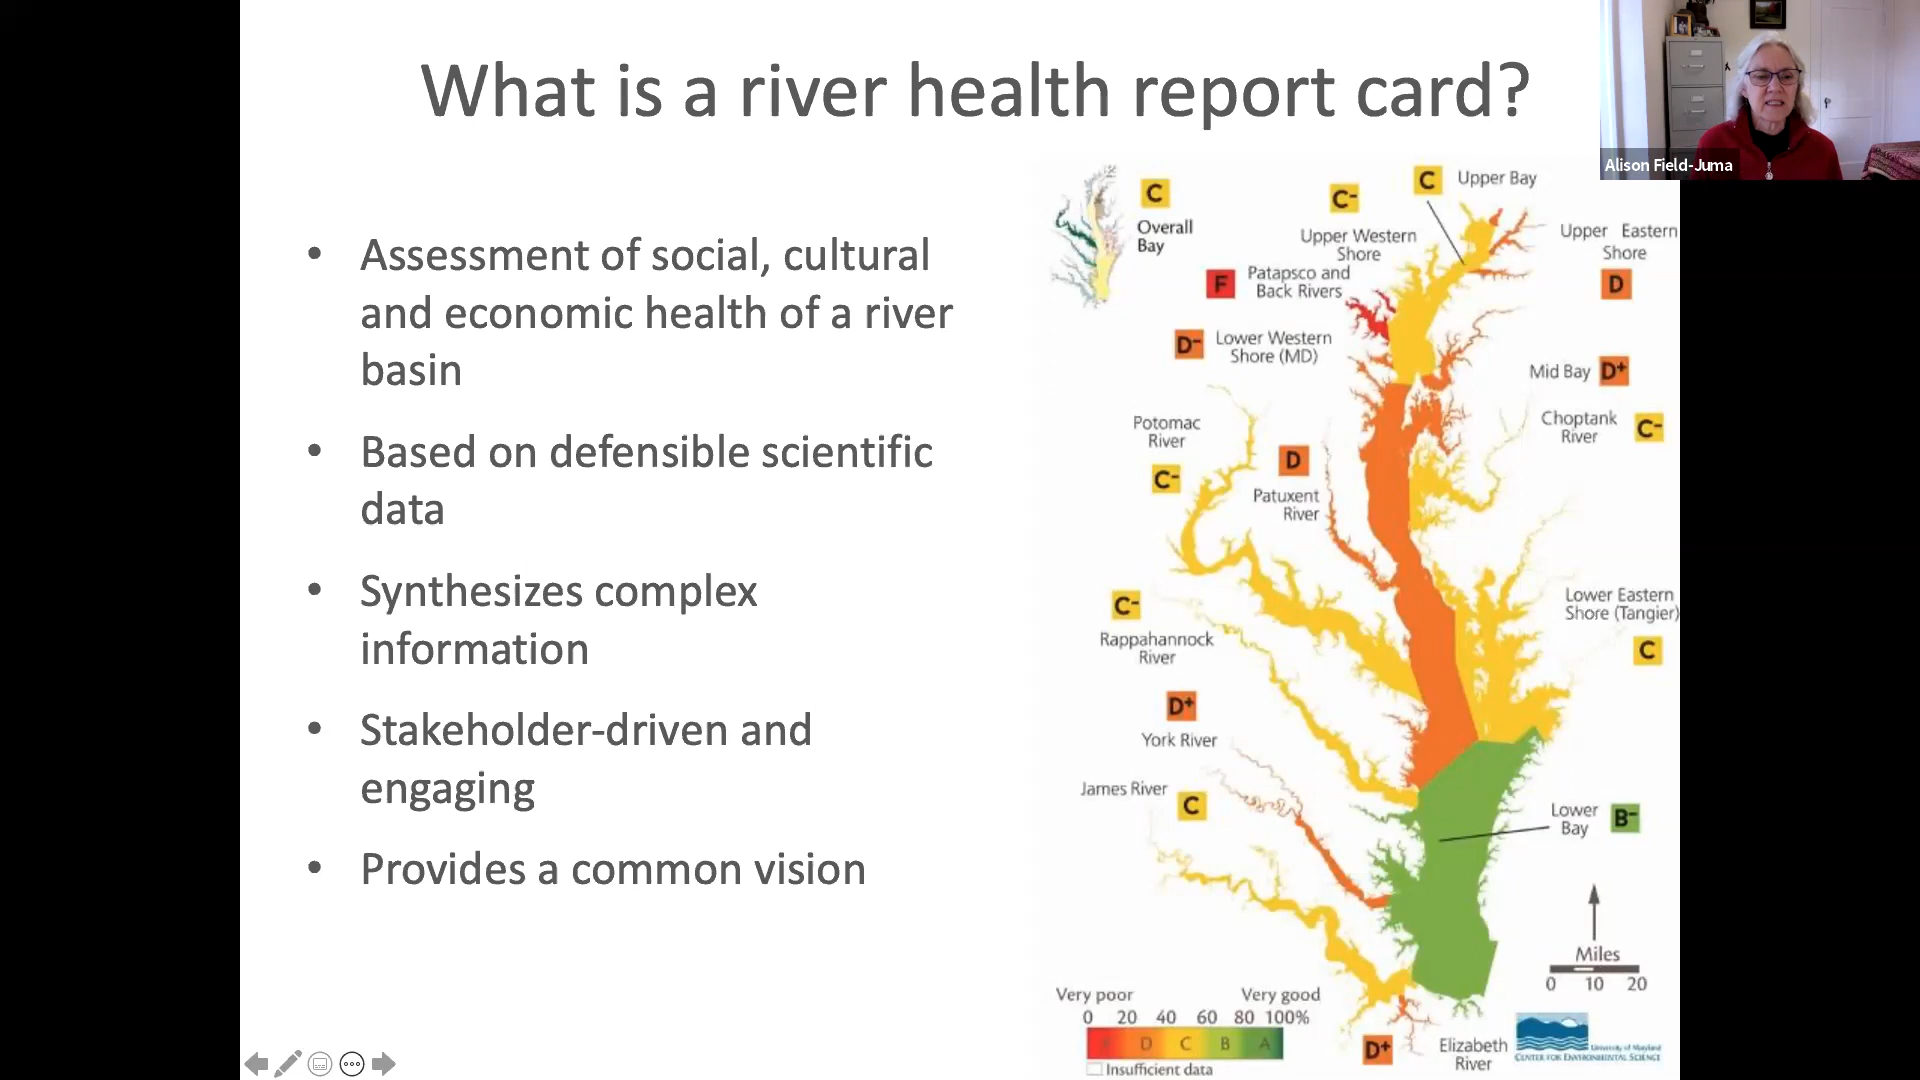 What is a river health report card?
Alison Field-Juma
• Assessment of social, cultural
and economic health of a river
basin
• Based on defensible scientific
data
• Synthesizes complex
information
• Stakeholder-driven and
engaging
• Provides a common vision
C
Overall
Bay
C-
Upper Western
Shore
C
Upper Bay
Upper Eastern
Shore
D
F
Patapsco and
Back Rivers
D-
Lower Western
Shore (MD)
Mid Bay D+
Choptank
River
C-
Potomac
River
C-
D
Patuxent
River
Lower Eastern
Shore (Tangier)
C
C-
Rappahannock
River
D+
York River
James River
C
Lower
Bay
B-
Miles
0 10 20
Very poor Very good
0 20 40 60 80 100%
F D C B A
Insufficient data
D+
Elizabeth
River
University of Maryland
CENTER FOR ENVIRONMENTAL SCIENCE